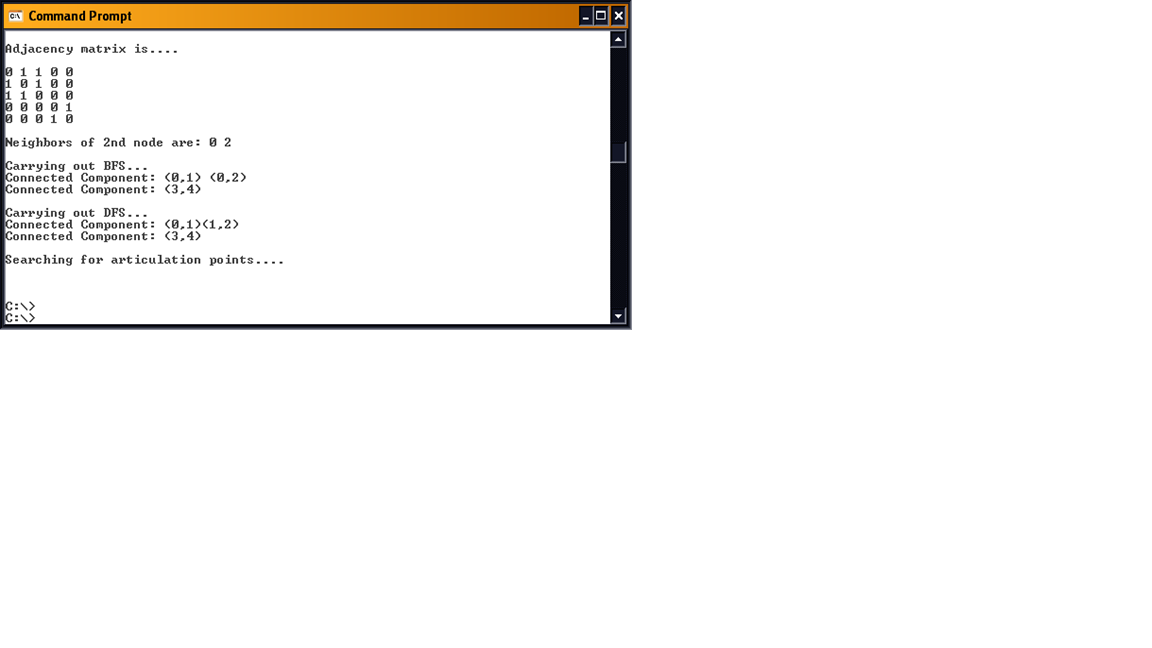 Command Prompt
Adjacency matrix is....
0 1 1 0 0
1 0 1 0 0
1 1 0 0 0
0 0 0 0 1
0 0 0 1 0
Neighbors of 2nd node are: 0 2
Carrying out BFS...
Connected Component: (0,1) (0,2)
Connected Component: (3,4)
Carrying out DFS...
Connected Component: (0,1)(1,2)
Connected Component: (3,4)
Searching for articulation points....
C:\>
C:\>